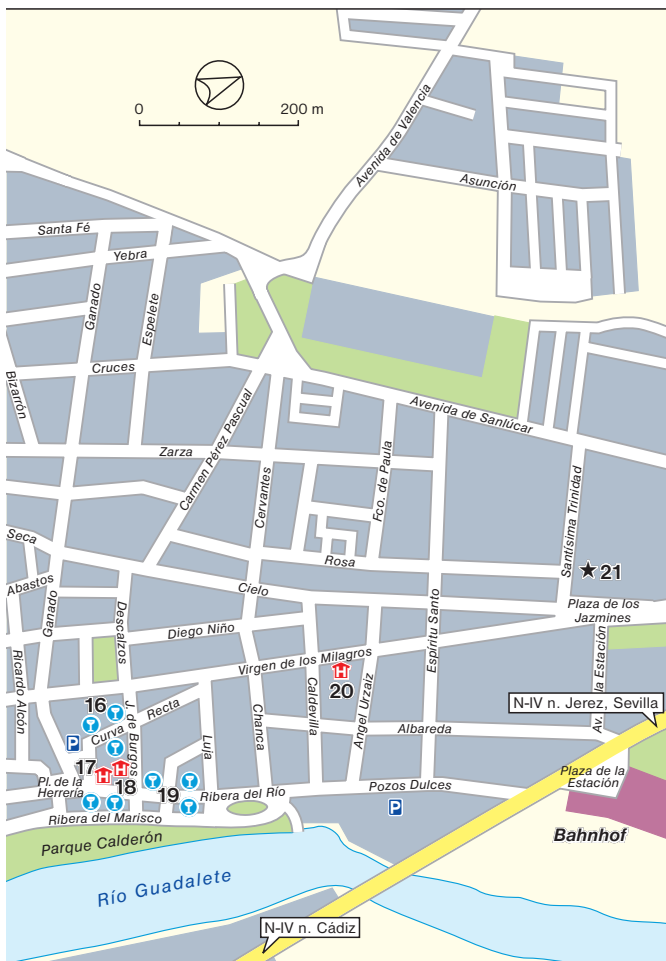 0
200 m
Avenida de Valencia
Asunción
Santa Fé
Yebra
Ganado
Espelete
Cruces
Bizarrón
Carmen Pérez Pascual
Avenida de Sanlúcar
Zarza
Cervantes
Fco. de Paula
Santísima Trinidad
Seca
Rosa
21
Abastos
Cielo
Plaza de los
Jazmines
Ganado
Descalzos
Diego Niño
Espíritu Santo
Ricardo Alcón
Virgen de los Milagros
20
Caldevilla
Angel Urzaiz
Av. de la Estación
N-IV n. Jerez, Sevilla
16
Curva
Recta
J. de Burgos
Luja
Chanca
Albareda
17
18
19
Pl. de la
Herrería
Ribera del Río
Pozos Dulces
Plaza de la
Estación
Ribera del Marisco
P
P
H
H
H
Parque Calderón
Bahnhof
Río Guadalete
N-IV n. Cádiz